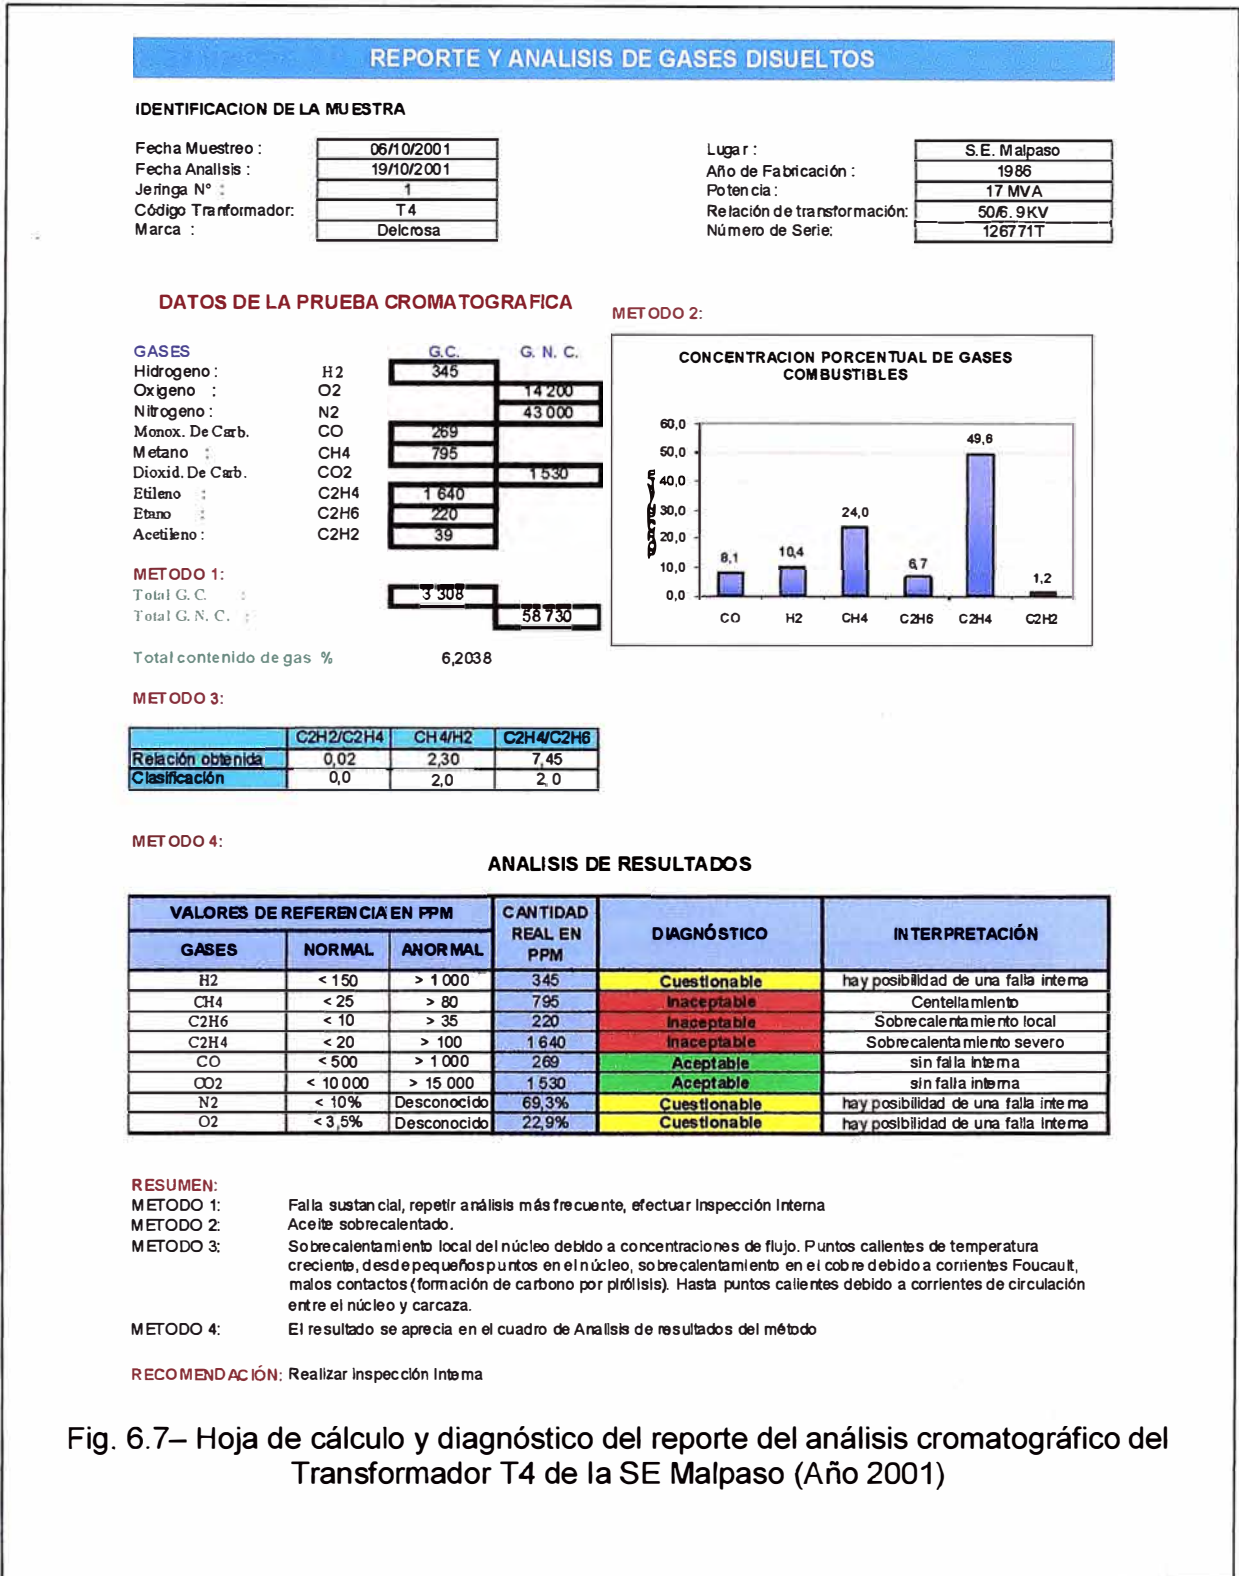 REPORTE Y ANALISIS DE GASES DISUELTOS
IDENTIFICACION DE LA MUESTRA
Fecha Muestreo : 06/10/2001
Fecha Analisis : 19/10/2001
Jeringa N° : 1
Código Tranformador: T4
Marca : Delcrosa
Lugar : S.E. Malpaso
Año de Fabricación : 1986
Potencia : 17 MVA
Relación de transformación: 50/6.9KV
Número de Serie: 126771T
DATOS DE LA PRUEBA CROMATOGRAFICA
GASES G.C. G. N. C.
Hidrogeno : H2 345
Oxigeno : O2 14 200
Nitrogeno : N2 43 000
Monox. De Carb. CO 269
Metano : CH4 795
Dioxid. De Carb. CO2 1 530
Etileno : C2H4 1 640
Etano : C2H6 220
Acetileno : C2H2 39
METODO 1:
Total G. C. : 3 308
Total G. N. C. : 58 730
Total contenido de gas % 6,2038
METODO 2:
CONCENTRACION PORCENTUAL DE GASES
COMBUSTIBLES
60,0
50,0
40,0
30,0
20,0
10,0
0,0
8,1 10,4 24,0 6,7 49,6 1,2
CO H2 CH4 C2H6 C2H4 C2H2
METODO 3:
C2H2/C2H4 CH4/H2 C2H4/C2H6
Relación obtenida 0,02 2,30 7,45
Clasificación 0,0 2,0 2,0
METODO 4:
ANALISIS DE RESULTADOS
VALORES DE REFERENCIA EN PPM CANTIDAD REAL EN PPM DIAGNÓSTICO INTERPRETACIÓN
GASES NORMAL ANORMAL
H2 < 150 > 1 000 345 Cuestionable hay posibilidad de una falla interna
CH4 < 25 > 80 795 Inaceptable Centellamiento
C2H6 < 10 > 35 220 Inaceptable Sobrecalentamiento local
C2H4 < 20 > 100 1 640 Inaceptable Sobrecalentamiento severo
CO < 500 > 1 000 269 Aceptable sin falla interna
CO2 < 10 000 > 15 000 1 530 Aceptable sin falla interna
N2 < 10% Desconocido 69,3% Cuestionable hay posibilidad de una falla interna
O2 < 3,5% Desconocido 22,9% Cuestionable hay posibilidad de una falla interna
RESUMEN:
METODO 1: Falla sustancial, repetir análisis más frecuente, efectuar Inspección Interna
METODO 2: Aceite sobrecalentado.
METODO 3: Sobrecalentamiento local del núcleo debido a concentraciones de flujo. Puntos calientes de temperatura
creciente, desde pequeños puntos en el núcleo, sobrecalentamiento en el cobre debido a corrientes Foucault,
malos contactos (formación de carbono por pirólisis). Hasta puntos calientes debido a corrientes de circulación
entre el núcleo y carcaza.
METODO 4: El resultado se aprecia en el cuadro de Analisis de resultados del método
RECOMENDACIÓN: Realizar Inspección Interna
Fig. 6.7– Hoja de cálculo y diagnóstico del reporte del análisis cromatográfico del
Transformador T4 de la SE Malpaso (Año 2001)